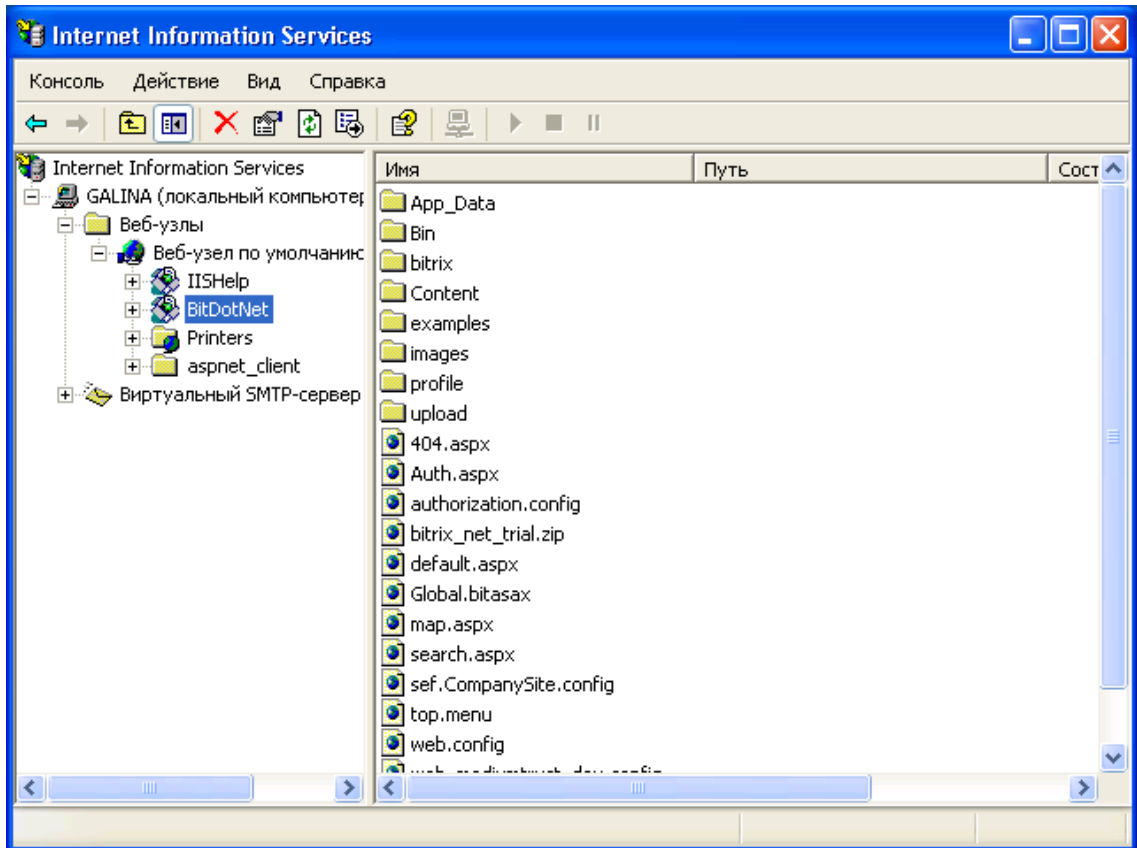 Internet Information Services
Консоль Действие Вид Справка
Internet Information Services
GALINA (локальный компьютер
Веб-узлы
Веб-узел по умолчанию
IISHelp
BitDotNet
Printers
aspnet_client
Виртуальный SMTP-сервер
Имя Путь Сост
App_Data
Bin
bitrix
Content
examples
images
profile
upload
404.aspx
Auth.aspx
authorization.config
bitrix_net_trial.zip
default.aspx
Global.bitasax
map.aspx
search.aspx
sef.CompanySite.config
top.menu
web.config